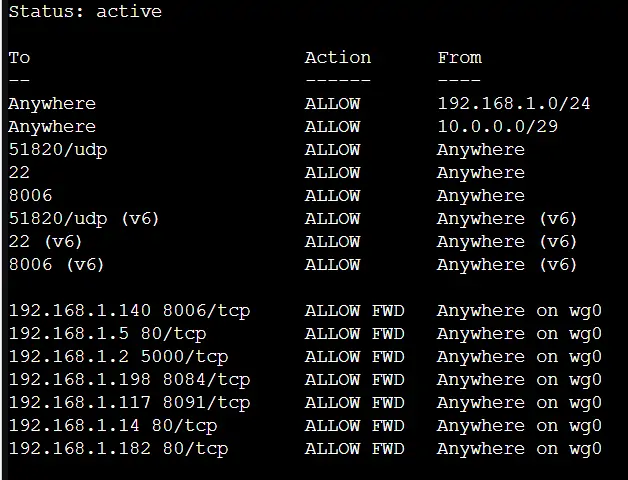 Status: active
To                         Action      From
--                         ------      ----
Anywhere                   ALLOW       192.168.1.0/24
Anywhere                   ALLOW       10.0.0.0/29
51820/udp                  ALLOW       Anywhere
22                         ALLOW       Anywhere
8006                       ALLOW       Anywhere
51820/udp (v6)             ALLOW       Anywhere (v6)
22 (v6)                    ALLOW       Anywhere (v6)
8006 (v6)                  ALLOW       Anywhere (v6)
192.168.1.140 8006/tcp     ALLOW FWD   Anywhere on wg0
192.168.1.5 80/tcp         ALLOW FWD   Anywhere on wg0
192.168.1.2 5000/tcp       ALLOW FWD   Anywhere on wg0
192.168.1.198 8084/tcp     ALLOW FWD   Anywhere on wg0
192.168.1.117 8091/tcp     ALLOW FWD   Anywhere on wg0
192.168.1.14 80/tcp        ALLOW FWD   Anywhere on wg0
192.168.1.182 80/tcp       ALLOW FWD   Anywhere on wg0